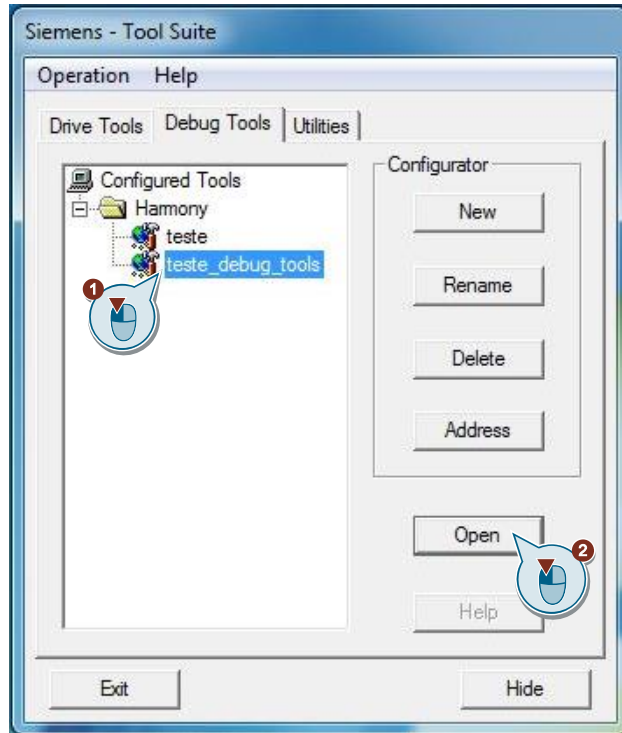 Siemens - Tool Suite
Operation Help
Drive Tools Debug Tools Utilities
Configured Tools
Harmony
teste
teste_debug_tools
1
Configurator
New
Rename
Delete
Address
Open
2
Help
Exit Hide